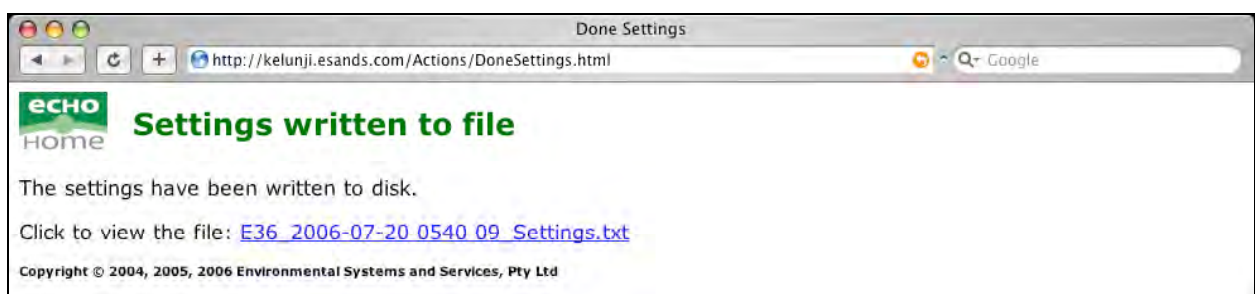 Done Settings
http://kelunji.esands.com/Actions/DoneSettings.html
Google
ecHo
Home
Settings written to file
The settings have been written to disk.
Click to view the file: E36_2006-07-20 0540 09_Settings.txt
Copyright © 2004, 2005, 2006 Environmental Systems and Services, Pty Ltd